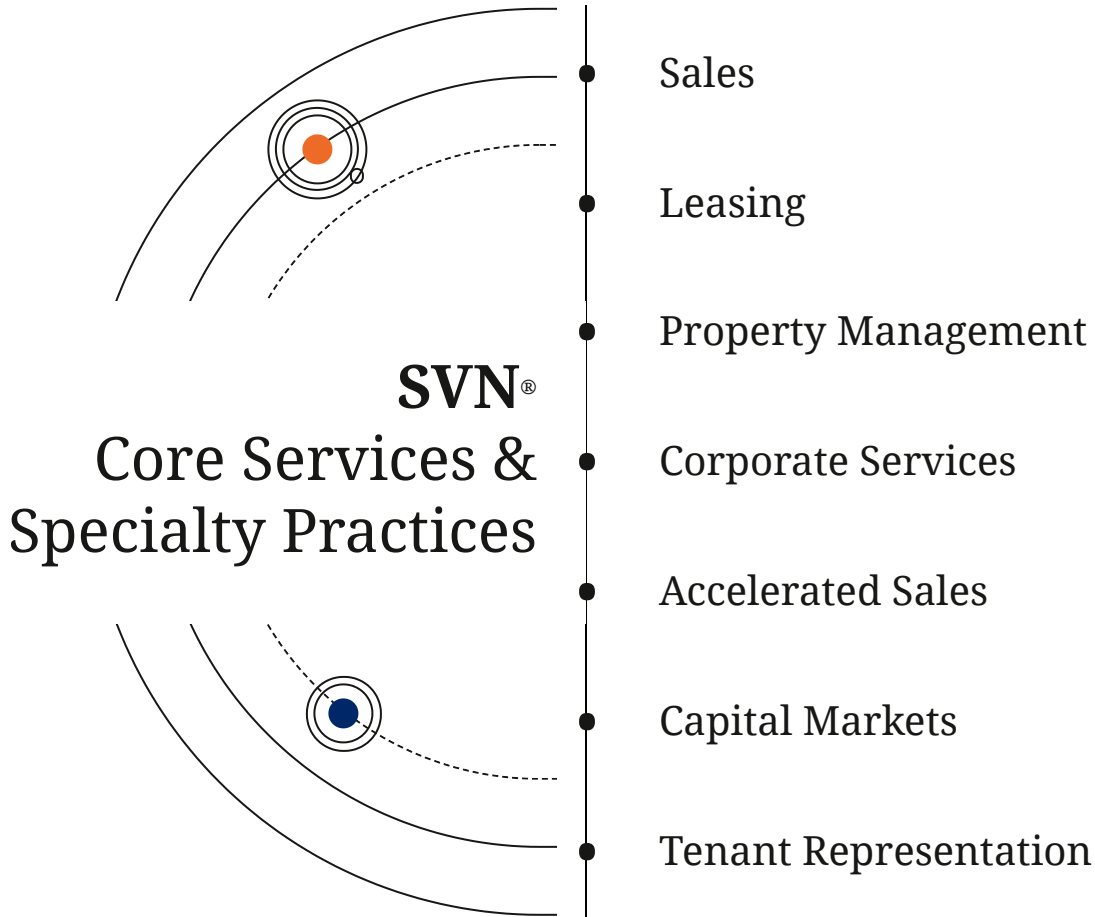 SVN®
Core Services &
Specialty Practices
Sales
Leasing
Property Management
Corporate Services
Accelerated Sales
Capital Markets
Tenant Representation